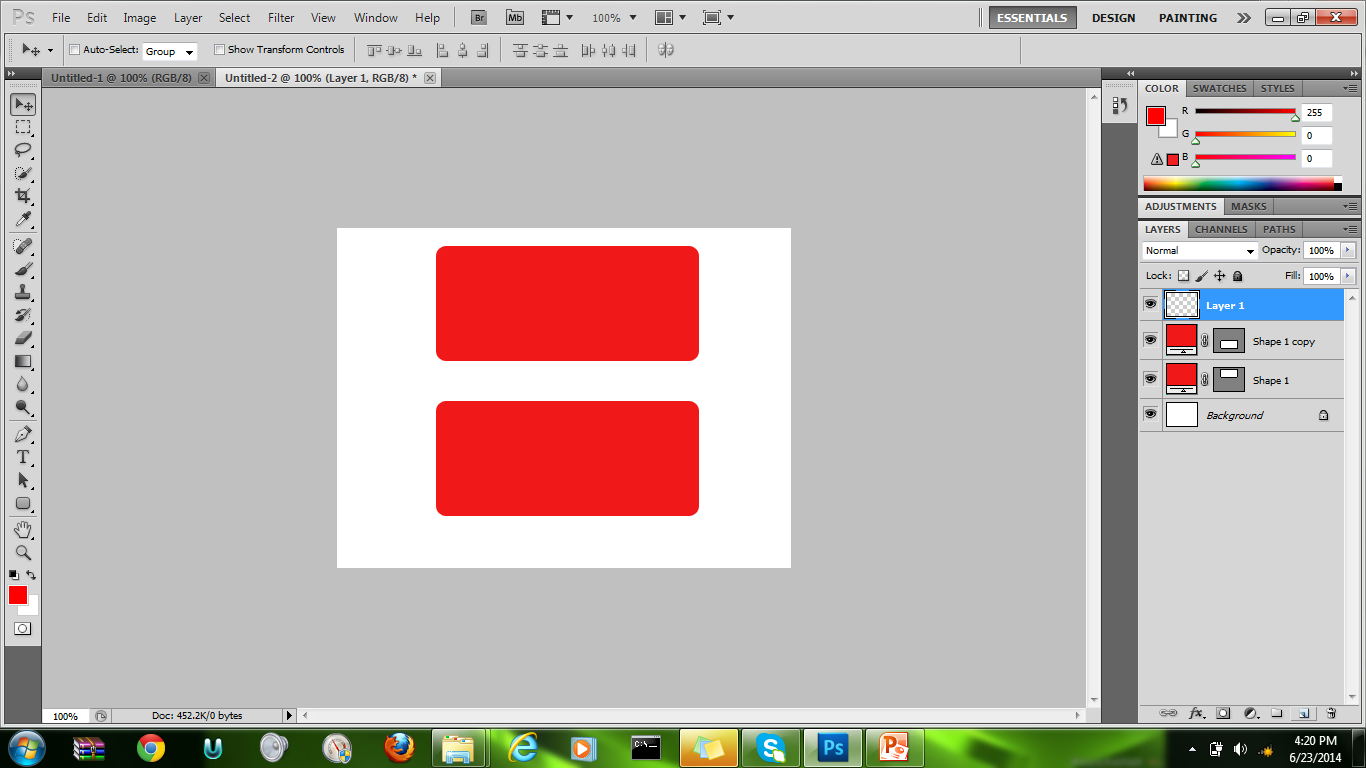 Ps File Edit Image Layer Select Filter View Window Help Br Mb 100% ESSENTIALS DESIGN PAINTING
Auto-Select: Group Show Transform Controls
Untitled-1 @ 100% (RGB/8) Untitled-2 @ 100% (Layer 1, RGB/8) *
COLOR SWATCHES STYLES
R 255
G 0
B 0
ADJUSTMENTS MASKS
LAYERS CHANNELS PATHS
Normal Opacity: 100%
Lock: Fill: 100%
Layer 1
Shape 1 copy
Shape 1
Background
T
fx
100% Doc: 452.2K/0 bytes
C:\_
Ps
4:20 PM
6/23/2014